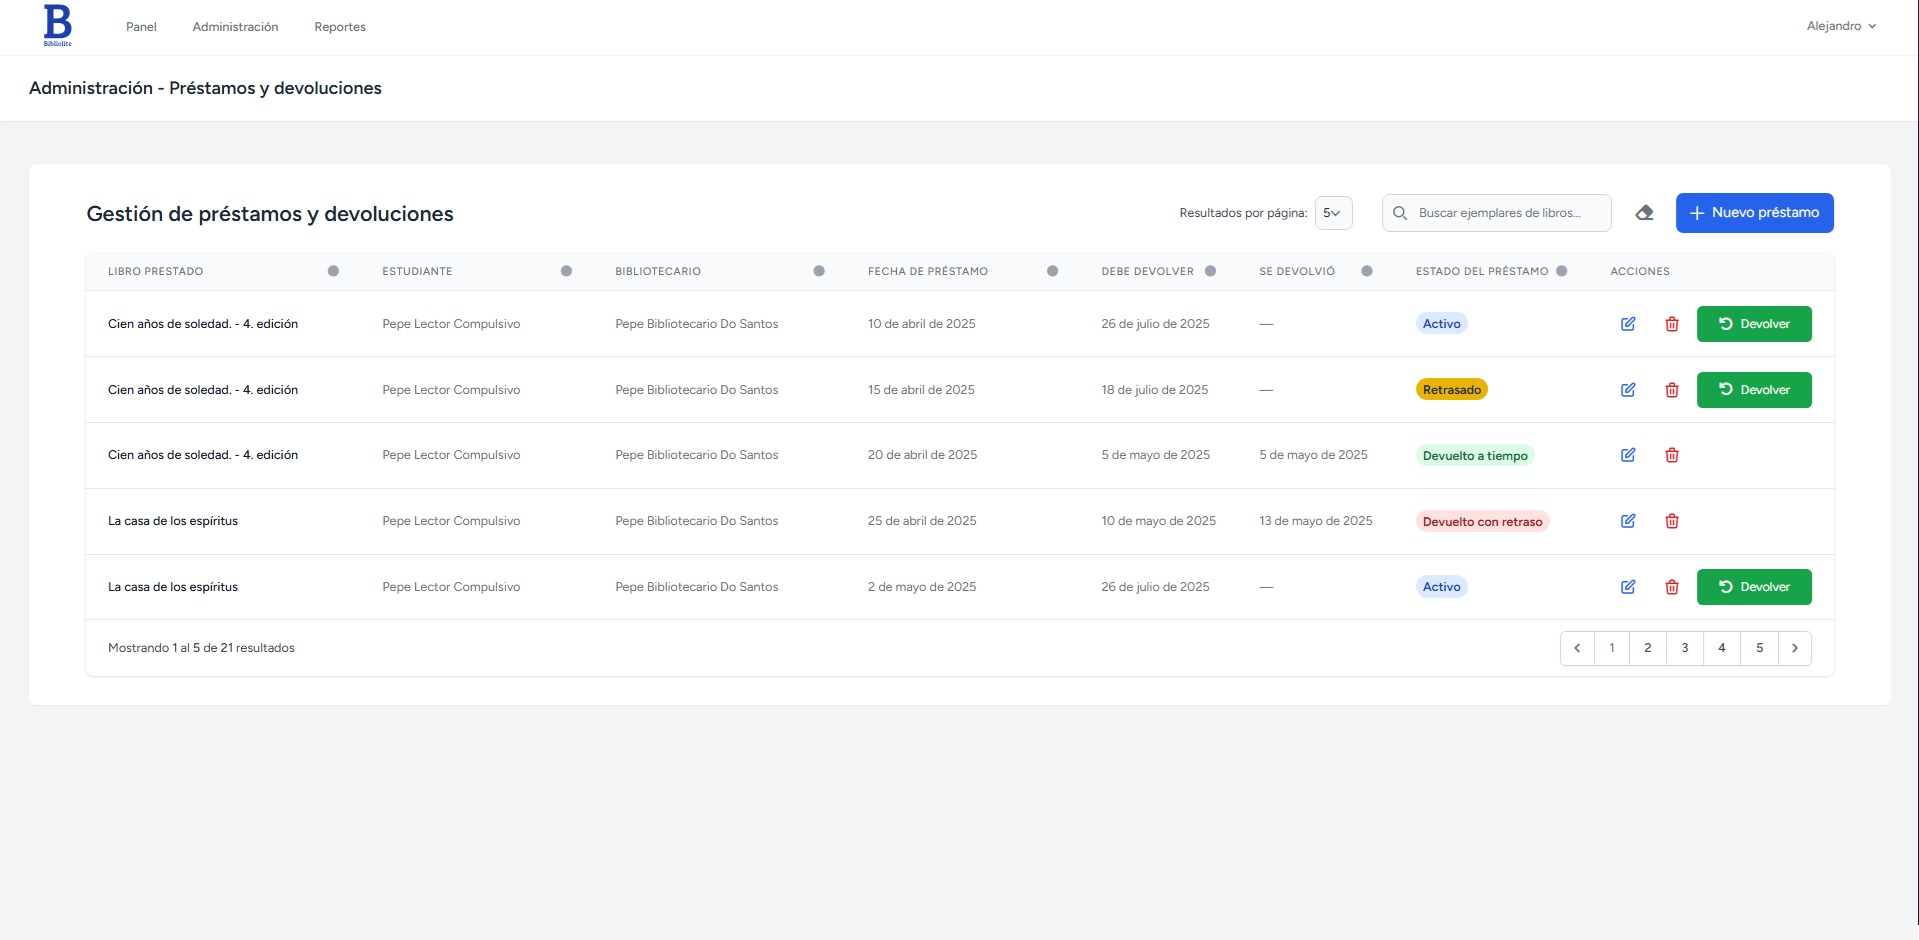 B
Bibliolite
Panel Administración Reportes Alejandro
Administración - Préstamos y devoluciones
Gestión de préstamos y devoluciones Resultados por página: 5 Buscar ejemplares de libros... Nuevo préstamo
LIBRO PRESTADO ESTUDIANTE BIBLIOTECARIO FECHA DE PRÉSTAMO DEBE DEVOLVER SE DEVOLVIÓ ESTADO DEL PRÉSTAMO ACCIONES
Cien años de soledad. - 4. edición Pepe Lector Compulsivo Pepe Bibliotecario Do Santos 10 de abril de 2025 26 de julio de 2025 — Activo Devolver
Cien años de soledad. - 4. edición Pepe Lector Compulsivo Pepe Bibliotecario Do Santos 15 de abril de 2025 18 de julio de 2025 — Retrasado Devolver
Cien años de soledad. - 4. edición Pepe Lector Compulsivo Pepe Bibliotecario Do Santos 20 de abril de 2025 5 de mayo de 2025 5 de mayo de 2025 Devuelto a tiempo
La casa de los espíritus Pepe Lector Compulsivo Pepe Bibliotecario Do Santos 25 de abril de 2025 10 de mayo de 2025 13 de mayo de 2025 Devuelto con retraso
La casa de los espíritus Pepe Lector Compulsivo Pepe Bibliotecario Do Santos 2 de mayo de 2025 26 de julio de 2025 — Activo Devolver
Mostrando 1 al 5 de 21 resultados 1 2 3 4 5